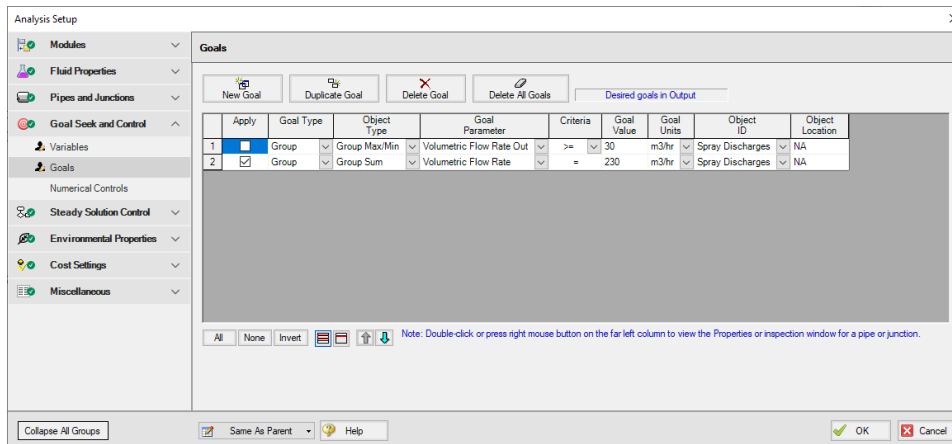 Analysis Setup
Modules
Fluid Properties
Pipes and Junctions
Goal Seek and Control
Variables
Goals
Numerical Controls
Steady Solution Control
Environmental Properties
Cost Settings
Miscellaneous
Goals
New Goal Duplicate Goal Delete Goal Delete All Goals Desired goals in Output
Apply Goal Type Object Type Goal Parameter Criteria Goal Value Goal Units Object ID Object Location
1 Group Group Max/Min Volumetric Flow Rate Out >= 30 m3/hr Spray Discharges NA
2 Group Group Sum Volumetric Flow Rate = 230 m3/hr Spray Discharges NA
All None Invert Note: Double-click or press right mouse button on the far left column to view the Properties or inspection window for a pipe or junction.
Collapse All Groups Same As Parent Help OK Cancel